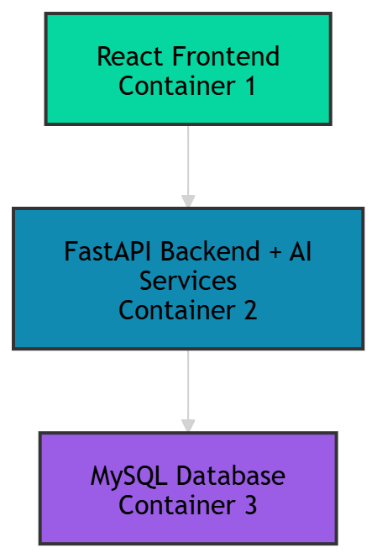 React Frontend
Container 1
FastAPI Backend + AI
Services
Container 2
MySQL Database
Container 3